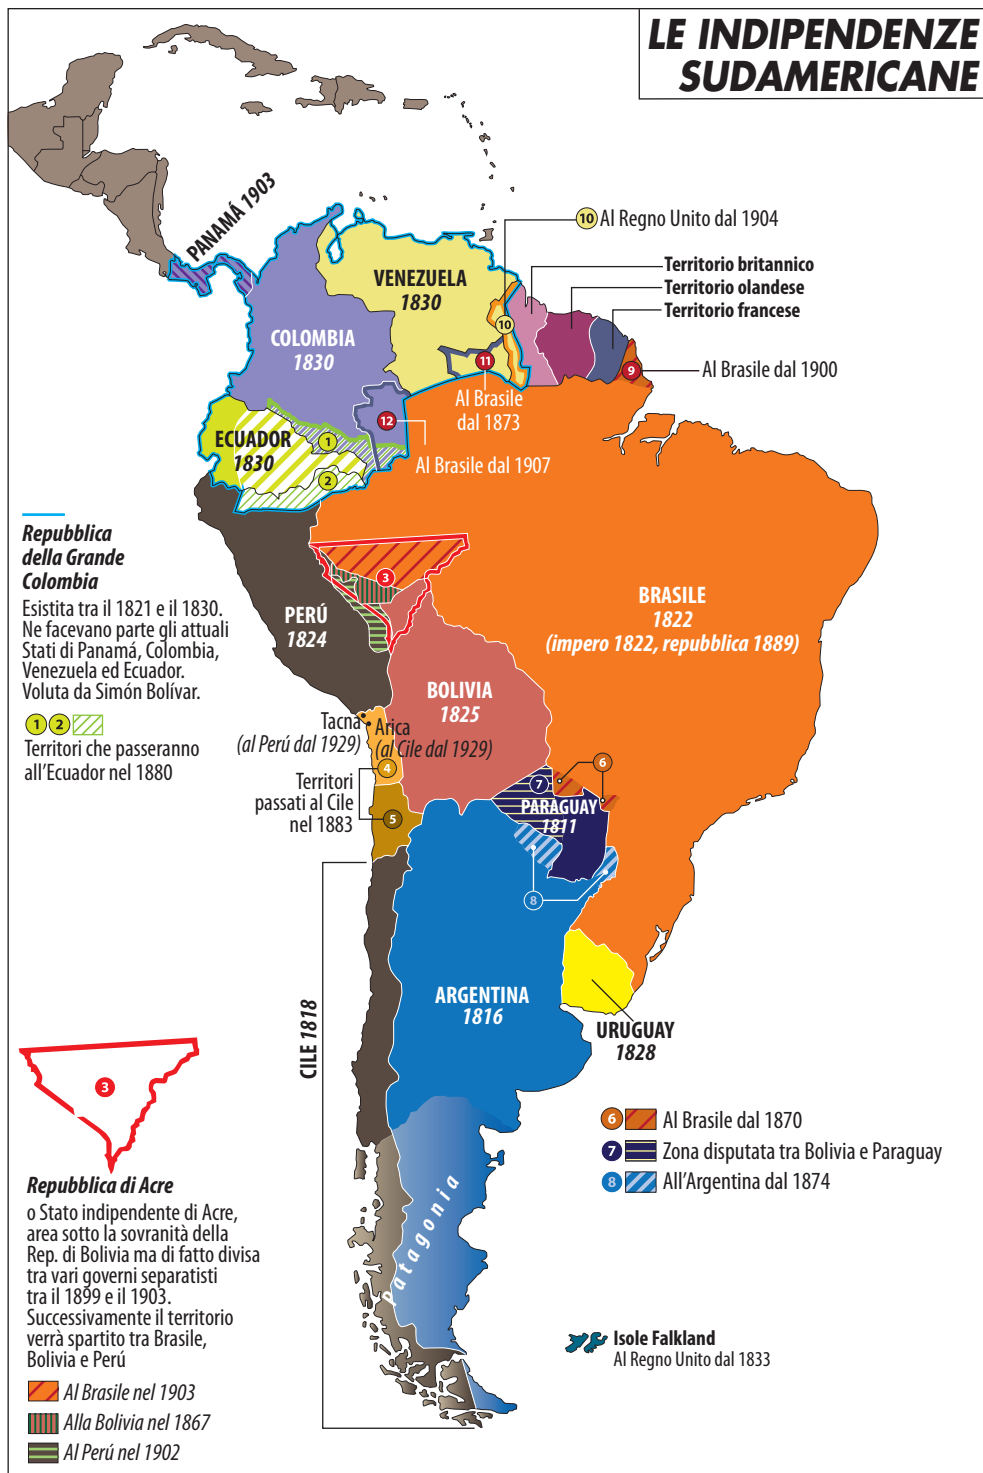 LE INDIPENDENZE
SUDAMERICANE
PANAMÁ 1903
10 Al Regno Unito dal 1904
VENEZUELA
1830
Territorio britannico
Territorio olandese
Territorio francese
10
COLOMBIA
1830
11
9
Al Brasile dal 1900
Al Brasile
dal 1873
12
ECUADOR
1830
1
2
Al Brasile dal 1907
Repubblica
della Grande
Colombia
Esistita tra il 1821 e il 1830.
Ne facevano parte gli attuali
Stati di Panamá, Colombia,
Venezuela ed Ecuador.
Voluta da Simón Bolívar.
1 2
Territori che passeranno
all'Ecuador nel 1880
3
PERÚ
1824
BRASILE
1822
(impero 1822, repubblica 1889)
BOLIVIA
1825
Tacna
(al Perú dal 1929)
Arica
(al Cile dal 1929)
4
Territori
passati al Cile
nel 1883
5
6
7
PARAGUAY
1811
8
CILE 1818
ARGENTINA
1816
URUGUAY
1828
Patagonia
6 Al Brasile dal 1870
7 Zona disputata tra Bolivia e Paraguay
8 All'Argentina dal 1874
Isole Falkland
Al Regno Unito dal 1833
3
Repubblica di Acre
o Stato indipendente di Acre,
area sotto la sovranità della
Rep. di Bolivia ma di fatto divisa
tra vari governi separatisti
tra il 1899 e il 1903.
Successivamente il territorio
verrà spartito tra Brasile,
Bolivia e Perú
Al Brasile nel 1903
Alla Bolivia nel 1867
Al Perú nel 1902